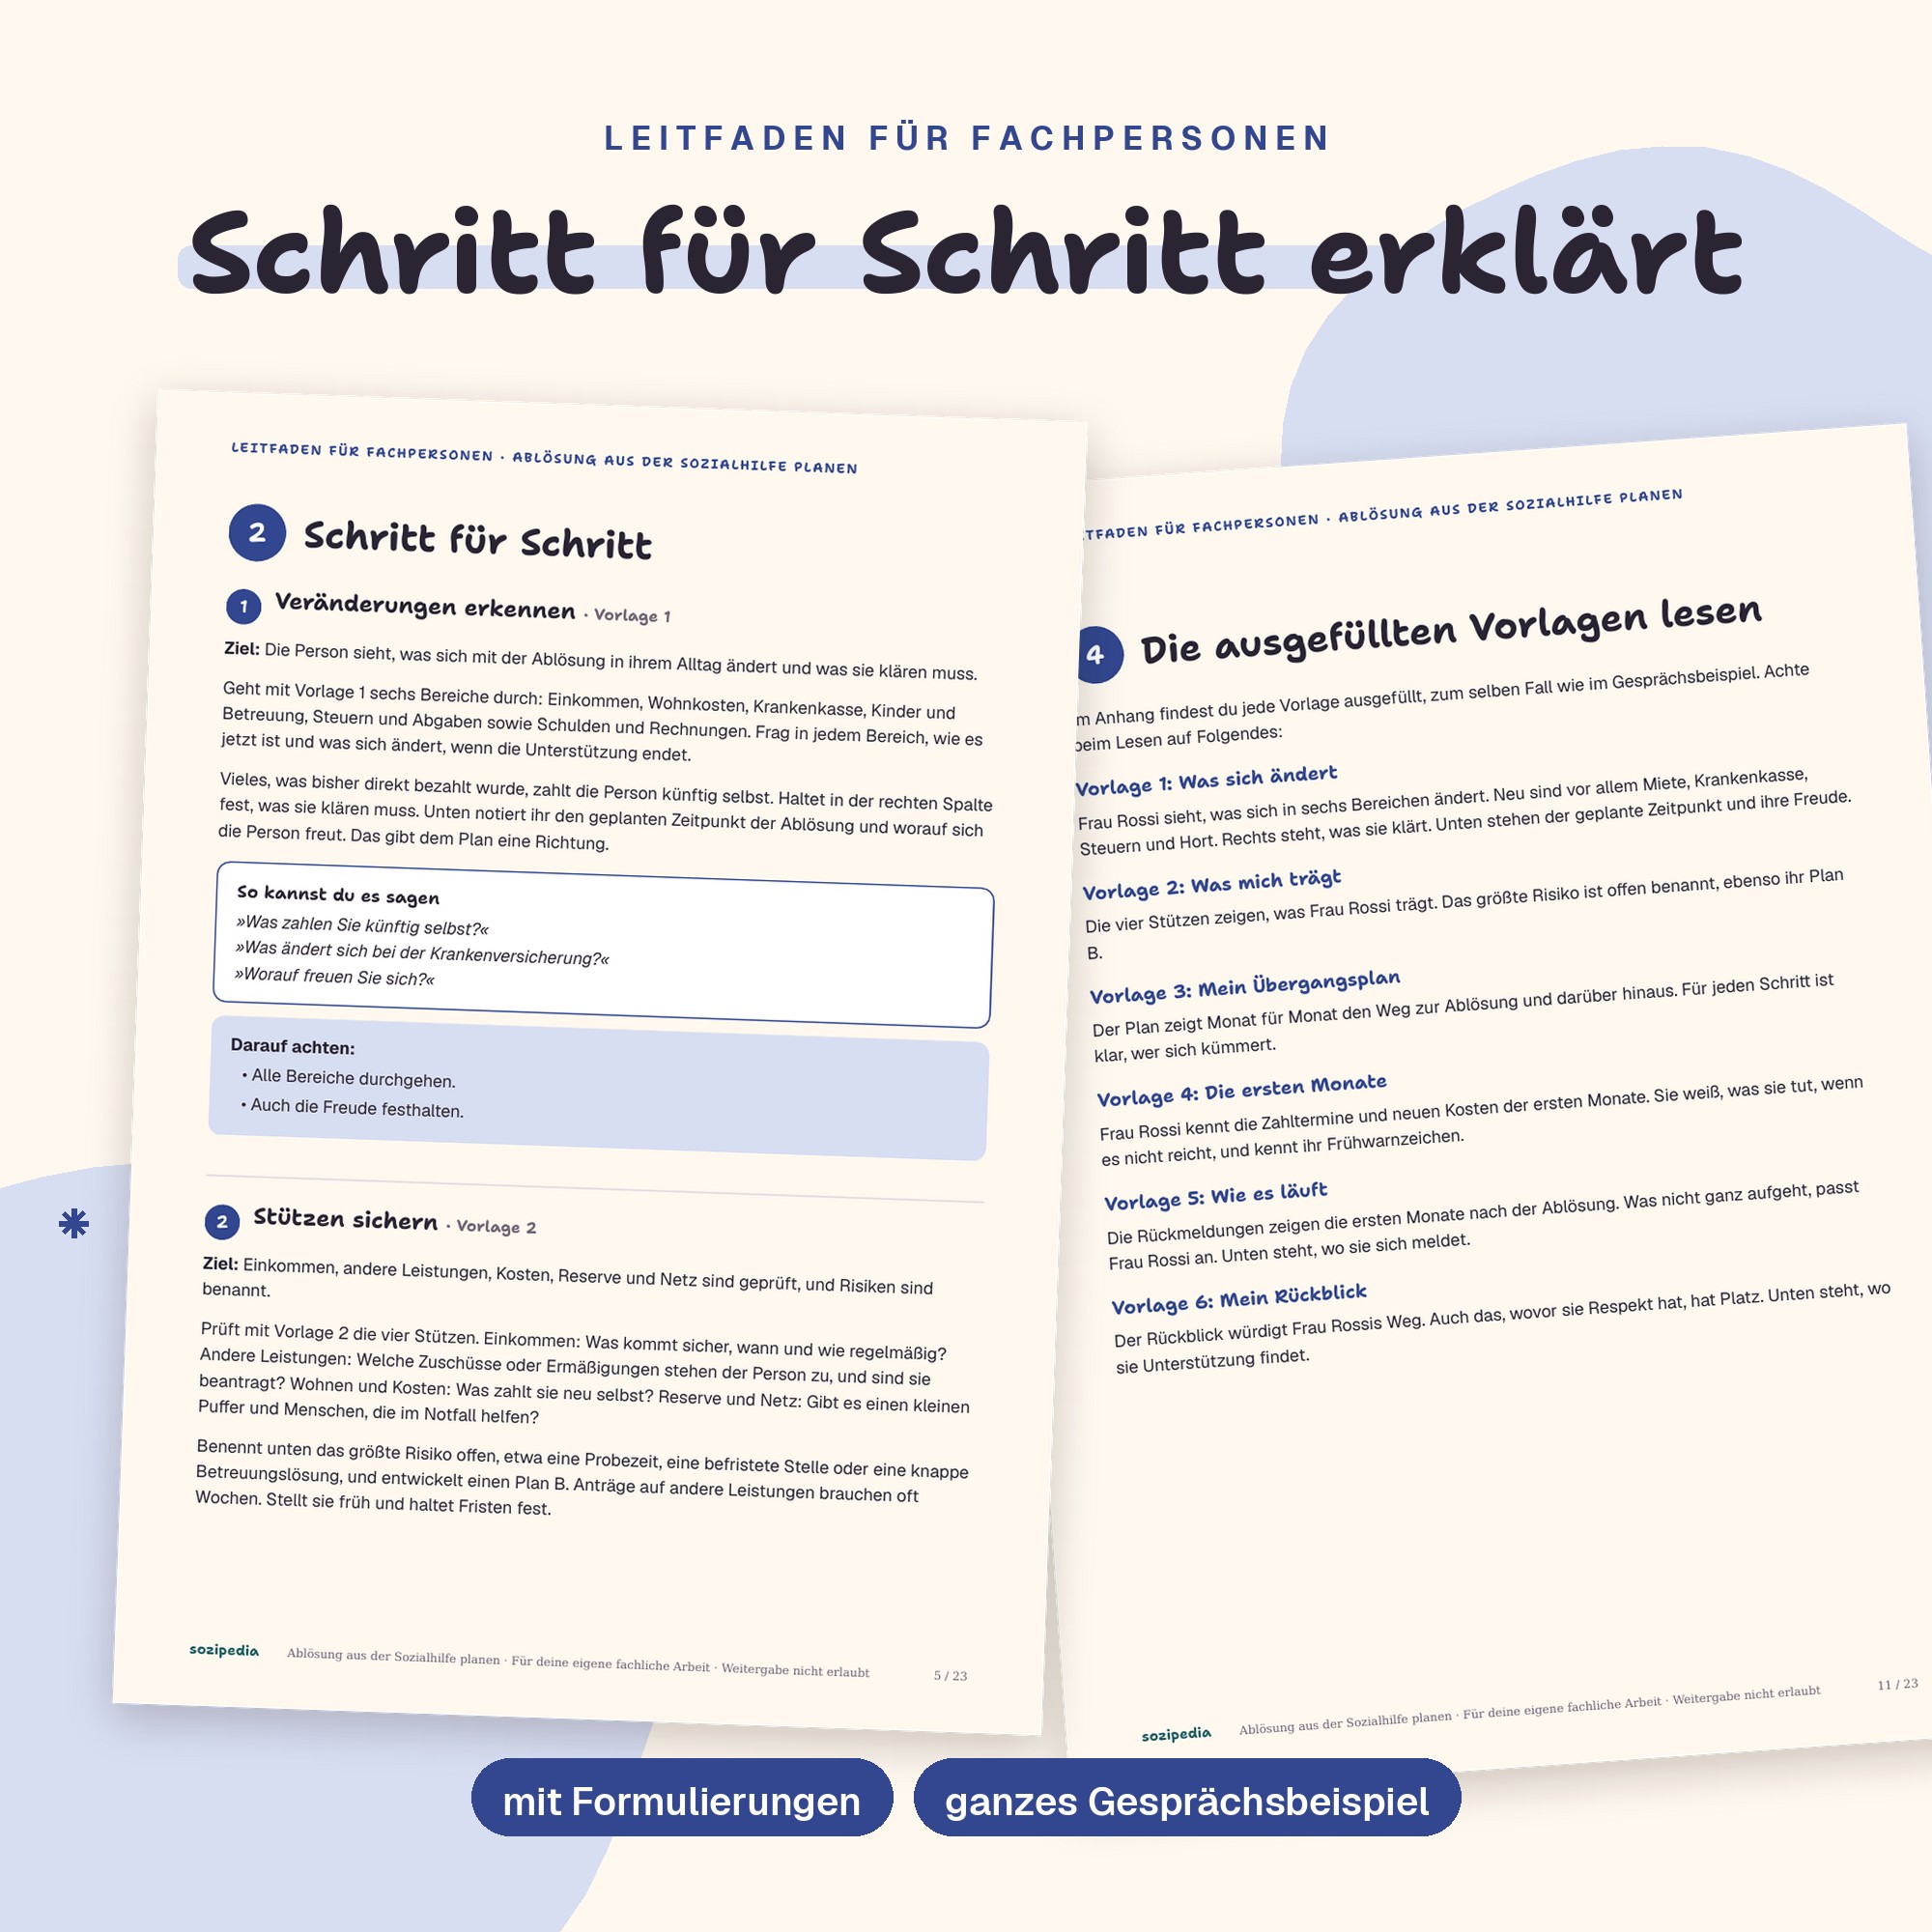 LEITFADEN FÜR FACHPERSONEN
Schritt für Schritt erklärt
LEITFADEN FÜR FACHPERSONEN · ABLÖSUNG AUS DER SOZIALHILFE PLANEN
2 Schritt für Schritt
1 Veränderungen erkennen · Vorlage 1
Ziel: Die Person sieht, was sich mit der Ablösung in ihrem Alltag ändert und was sie klären muss.
Geht mit Vorlage 1 sechs Bereiche durch: Einkommen, Wohnkosten, Krankenkasse, Kinder und
Betreuung, Steuern und Abgaben sowie Schulden und Rechnungen. Frag in jedem Bereich, wie es
jetzt ist und was sich ändert, wenn die Unterstützung endet.
Vieles, was bisher direkt bezahlt wurde, zahlt die Person künftig selbst. Haltet in der rechten Spalte
fest, was sie klären muss. Unten notiert ihr den geplanten Zeitpunkt der Ablösung und worauf sich
die Person freut. Das gibt dem Plan eine Richtung.
So kannst du es sagen
»Was zahlen Sie künftig selbst?«
»Was ändert sich bei der Krankenversicherung?«
»Worauf freuen Sie sich?«
Darauf achten:
• Alle Bereiche durchgehen.
• Auch die Freude festhalten.
2 Stützen sichern · Vorlage 2
Ziel: Einkommen, andere Leistungen, Kosten, Reserve und Netz sind geprüft, und Risiken sind
benannt.
Prüft mit Vorlage 2 die vier Stützen. Einkommen: Was kommt sicher, wann und wie regelmäßig?
Andere Leistungen: Welche Zuschüsse oder Ermäßigungen stehen der Person zu, und sind sie
beantragt? Wohnen und Kosten: Was zahlt sie neu selbst? Reserve und Netz: Gibt es einen kleinen
Puffer und Menschen, die im Notfall helfen?
Benennt unten das größte Risiko offen, etwa eine Probezeit, eine befristete Stelle oder eine knappe
Betreuungslösung, und entwickelt einen Plan B. Anträge auf andere Leistungen brauchen oft
Wochen. Stellt sie früh und haltet Fristen fest.
sozipedia Ablösung aus der Sozialhilfe planen · Für deine eigene fachliche Arbeit · Weitergabe nicht erlaubt 5 / 23
TFADEN FÜR FACHPERSONEN · ABLÖSUNG AUS DER SOZIALHILFE PLANEN
4 Die ausgefüllten Vorlagen lesen
m Anhang findest du jede Vorlage ausgefüllt, zum selben Fall wie im Gesprächsbeispiel. Achte
beim Lesen auf Folgendes:
Vorlage 1: Was sich ändert
Frau Rossi sieht, was sich in sechs Bereichen ändert. Neu sind vor allem Miete, Krankenkasse,
Steuern und Hort. Rechts steht, was sie klärt. Unten stehen der geplante Zeitpunkt und ihre Freude.
Vorlage 2: Was mich trägt
Die vier Stützen zeigen, was Frau Rossi trägt. Das größte Risiko ist offen benannt, ebenso ihr Plan
B.
Vorlage 3: Mein Übergangsplan
Der Plan zeigt Monat für Monat den Weg zur Ablösung und darüber hinaus. Für jeden Schritt ist
klar, wer sich kümmert.
Vorlage 4: Die ersten Monate
Frau Rossi kennt die Zahltermine und neuen Kosten der ersten Monate. Sie weiß, was sie tut, wenn
es nicht reicht, und kennt ihr Frühwarnzeichen.
Vorlage 5: Wie es läuft
Die Rückmeldungen zeigen die ersten Monate nach der Ablösung. Was nicht ganz aufgeht, passt
Frau Rossi an. Unten steht, wo sie sich meldet.
Vorlage 6: Mein Rückblick
Der Rückblick würdigt Frau Rossis Weg. Auch das, wovor sie Respekt hat, hat Platz. Unten steht, wo
sie Unterstützung findet.
sozipedia Ablösung aus der Sozialhilfe planen · Für deine eigene fachliche Arbeit · Weitergabe nicht erlaubt 11 / 23
mit Formulierungen
ganzes Gesprächsbeispiel